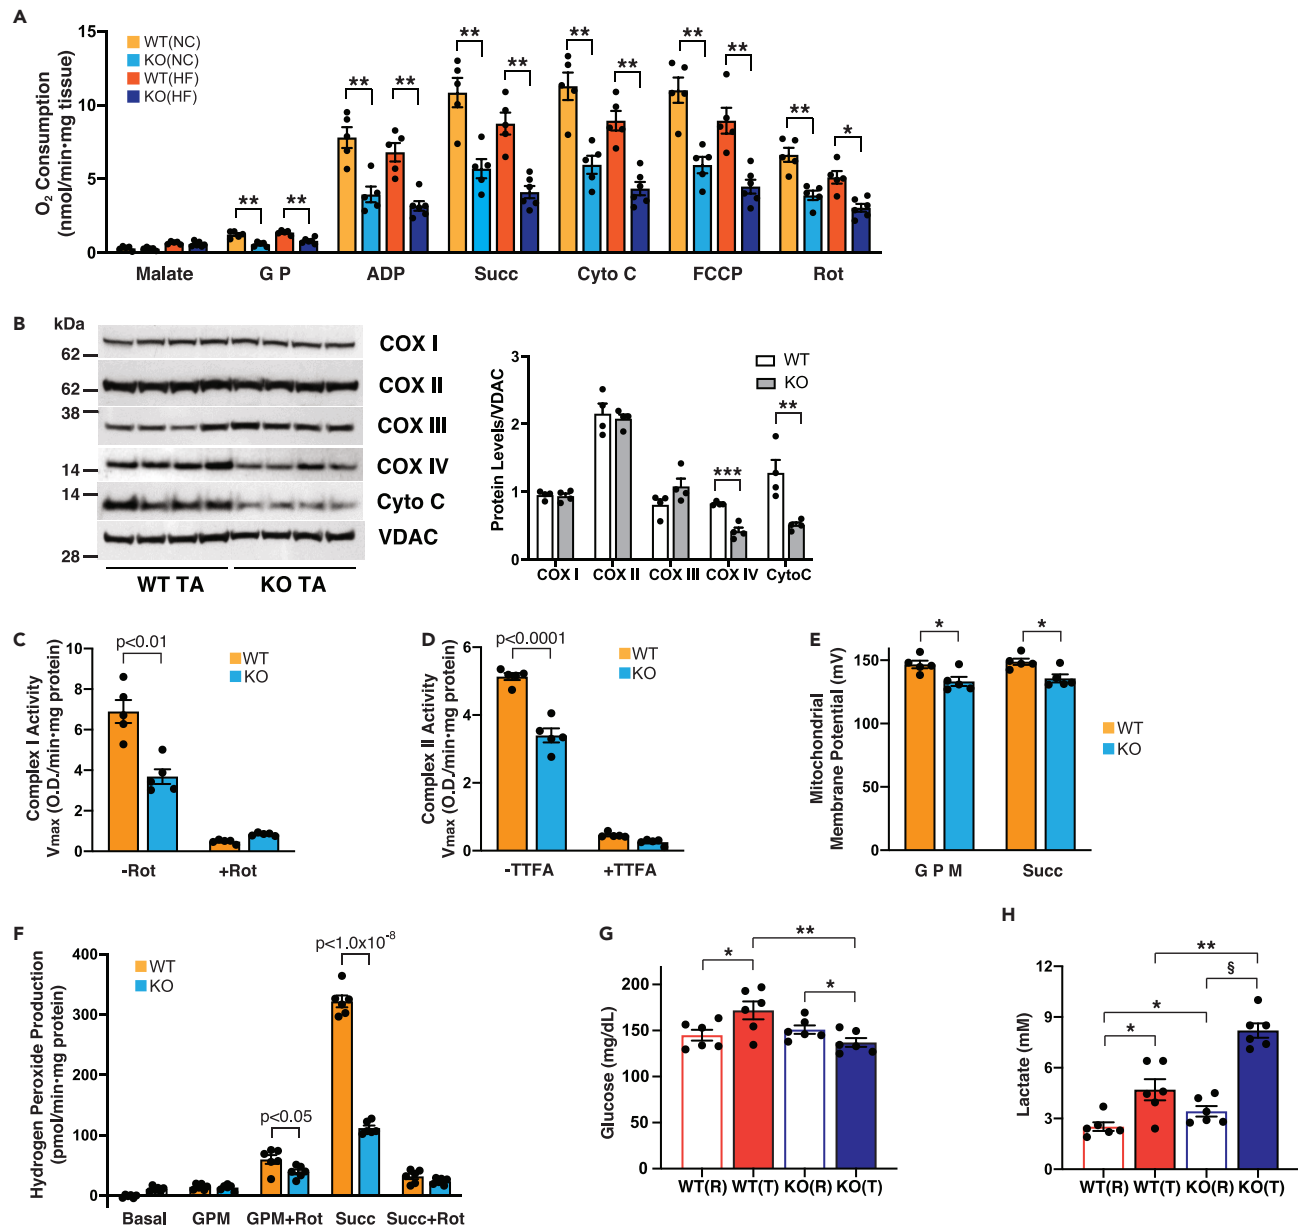 A
O₂ Consumption
(nmol/min·mg tissue)
15
10
5
0
WT(NC)
KO(NC)
WT(HF)
KO(HF)
** ** ** ** ** ** ** ** ** ** ** *
Malate G P ADP Succ Cyto C FCCP Rot
B
kDa
62
62
38
14
14
28
COX I
COX II
COX III
COX IV
Cyto C
VDAC
WT TA KO TA
Protein Levels/VDAC
3
2
1
0
WT
KO
*** **
COX I COX II COX III COX IV CytoC
C
Complex I Activity
Vmax (O.D./min·mg protein)
10
8
6
4
2
0
p<0.01
WT
KO
-Rot +Rot
D
Complex II Activity
Vmax (O.D./min·mg protein)
6
4
2
0
p<0.0001
WT
KO
-TTFA +TTFA
E
Mitochondrial
Membrane Potential (mV)
150
100
50
0
* *
WT
KO
G P M Succ
F
Hydrogen Peroxide Production
(pmol/min·mg protein)
400
300
200
100
0
WT
KO
p<0.05
p<1.0x10⁻⁸
Basal GPM GPM+Rot Succ Succ+Rot
G
Glucose (mg/dL)
200
150
100
50
0
* ** *
WT(R) WT(T) KO(R) KO(T)
H
Lactate (mM)
12
9
6
3
0
* * § **
WT(R) WT(T) KO(R) KO(T)